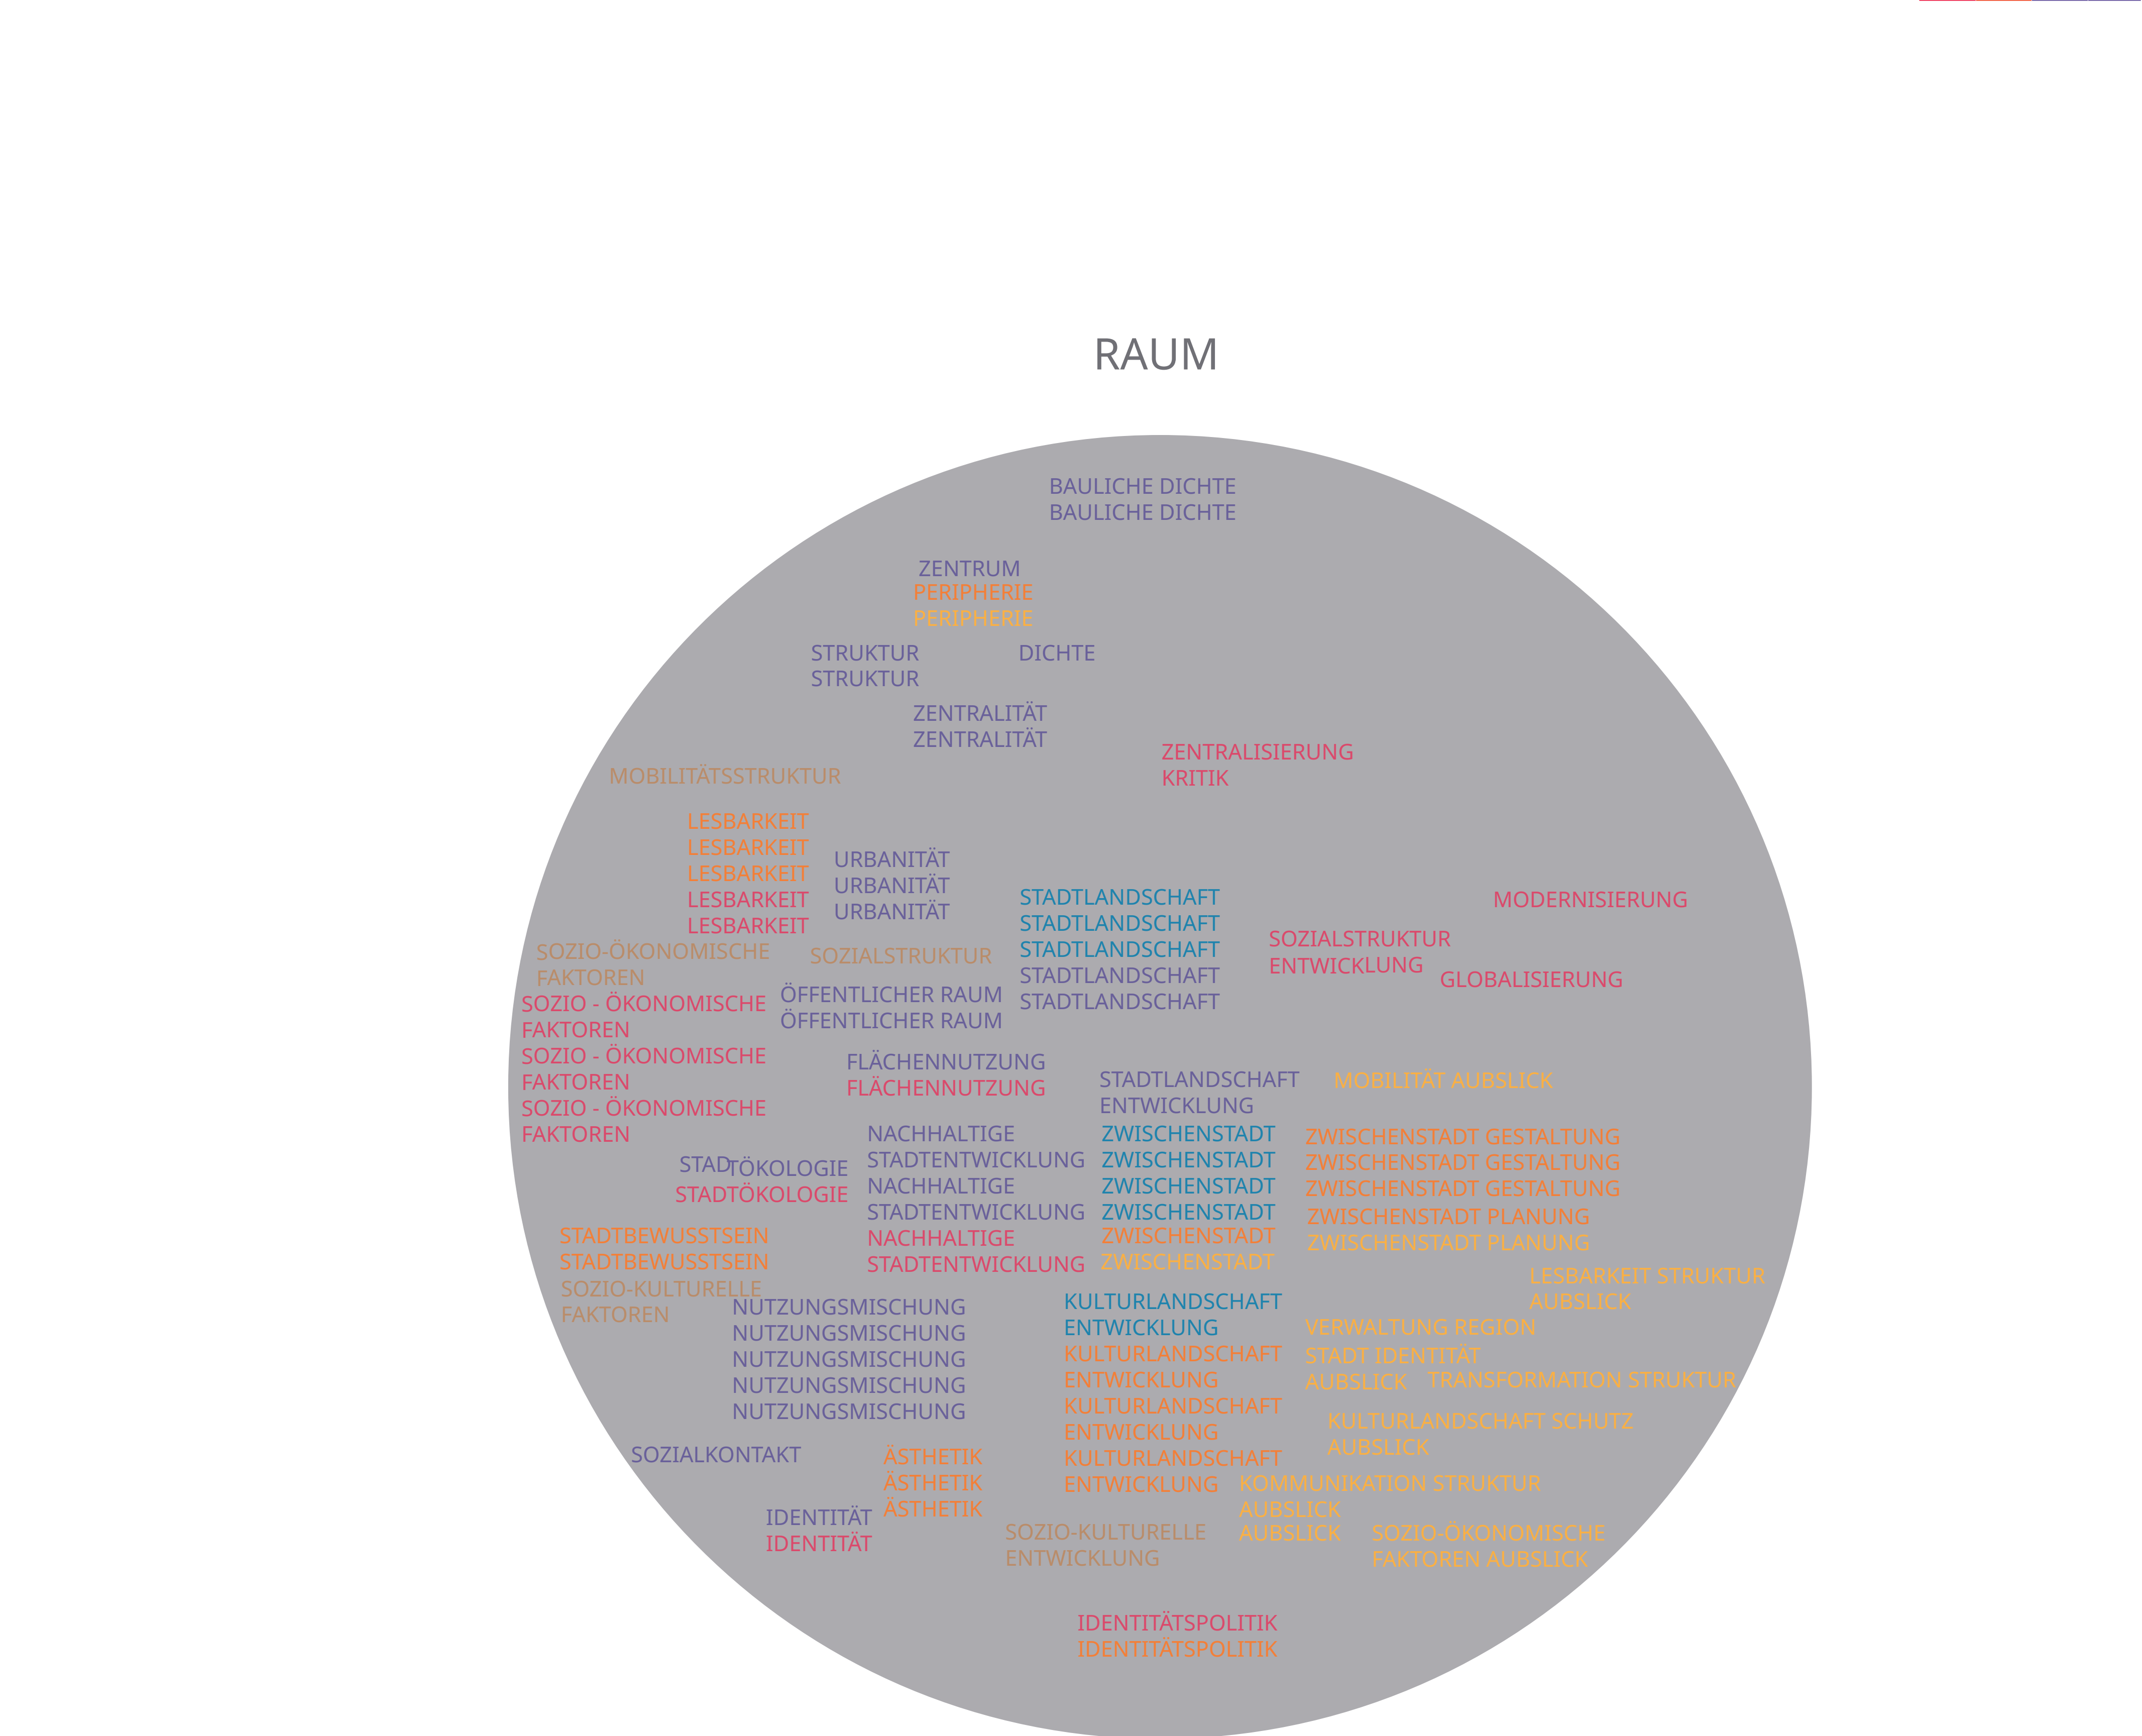 RAUM
BAULICHE DICHTE
BAULICHE DICHTE
ZENTRUM
PERIPHERIE
PERIPHERIE
STRUKTUR
STRUKTUR
DICHTE
ZENTRALITÄT
ZENTRALITÄT
ZENTRALISIERUNG
KRITIK
MOBILITÄTSSTRUKTUR
LESBARKEIT
LESBARKEIT
LESBARKEIT
LESBARKEIT
LESBARKEIT
URBANITÄT
URBANITÄT
URBANITÄT
STADTLANDSCHAFT
STADTLANDSCHAFT
STADTLANDSCHAFT
STADTLANDSCHAFT
STADTLANDSCHAFT
MODERNISIERUNG
SOZIALSTRUKTUR
ENTWICKLUNG
GLOBALISIERUNG
SOZIO-ÖKONOMISCHE
FAKTOREN
SOZIO - ÖKONOMISCHE
FAKTOREN
SOZIO - ÖKONOMISCHE
FAKTOREN
SOZIO - ÖKONOMISCHE
FAKTOREN
SOZIALSTRUKTUR
ÖFFENTLICHER RAUM
ÖFFENTLICHER RAUM
FLÄCHENNUTZUNG
FLÄCHENNUTZUNG
STADTLANDSCHAFT
ENTWICKLUNG
MOBILITÄT AUBSLICK
STADTÖKOLOGIE
STADTÖKOLOGIE
NACHHALTIGE
STADTENTWICKLUNG
NACHHALTIGE
STADTENTWICKLUNG
NACHHALTIGE
STADTENTWICKLUNG
ZWISCHENSTADT
ZWISCHENSTADT
ZWISCHENSTADT
ZWISCHENSTADT
ZWISCHENSTADT
ZWISCHENSTADT
ZWISCHENSTADT GESTALTUNG
ZWISCHENSTADT GESTALTUNG
ZWISCHENSTADT GESTALTUNG
ZWISCHENSTADT PLANUNG
ZWISCHENSTADT PLANUNG
STADTBEWUSSTSEIN
STADTBEWUSSTSEIN
SOZIO-KULTURELLE
FAKTOREN
NUTZUNGSMISCHUNG
NUTZUNGSMISCHUNG
NUTZUNGSMISCHUNG
NUTZUNGSMISCHUNG
NUTZUNGSMISCHUNG
KULTURLANDSCHAFT
ENTWICKLUNG
KULTURLANDSCHAFT
ENTWICKLUNG
KULTURLANDSCHAFT
ENTWICKLUNG
KULTURLANDSCHAFT
ENTWICKLUNG
LESBARKEIT STRUKTUR
AUBSLICK
VERWALTUNG REGION
STADT IDENTITÄT
AUBSLICK
TRANSFORMATION STRUKTUR
KULTURLANDSCHAFT SCHUTZ
AUBSLICK
SOZIALKONTAKT
ÄSTHETIK
ÄSTHETIK
ÄSTHETIK
KOMMUNIKATION STRUKTUR
AUBSLICK
AUBSLICK
IDENTITÄT
IDENTITÄT
SOZIO-KULTURELLE
ENTWICKLUNG
SOZIO-ÖKONOMISCHE
FAKTOREN AUBSLICK
IDENTITÄTSPOLITIK
IDENTITÄTSPOLITIK